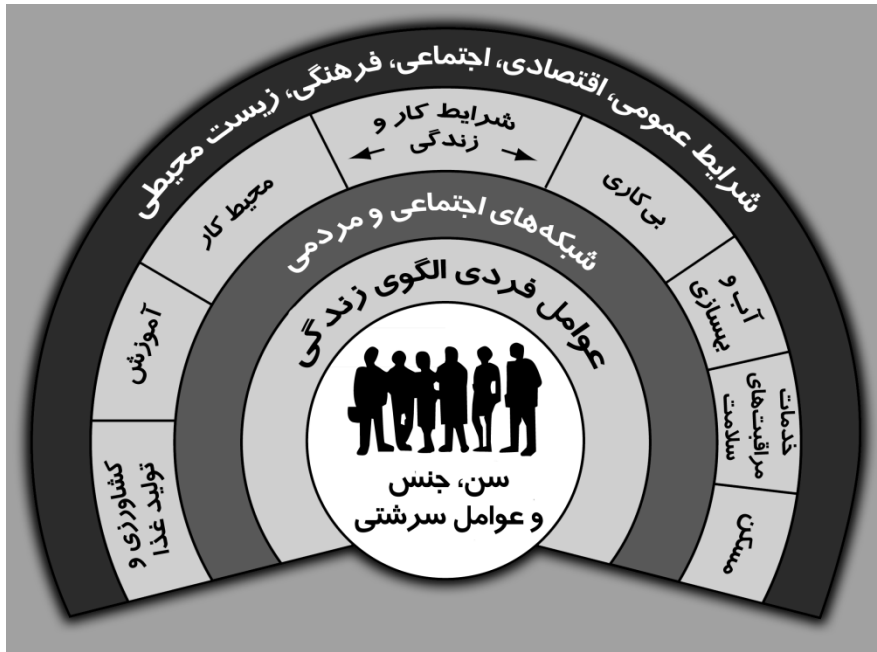 شرایط عمومی، اقتصادی، اجتماعی، فرهنگی، زیست محیطی
شرایط کار و
زندگی
بی‌کاری
آب و
بهسازی
خدمات
مراقبت‌های
سلامت
مسکن
محیط کار
آموزش
کشاورزی و
تولید غذا
شبکه‌های اجتماعی و مردمی
عوامل فردی الگوی زندگی
سن، جنس
و عوامل سرشتی